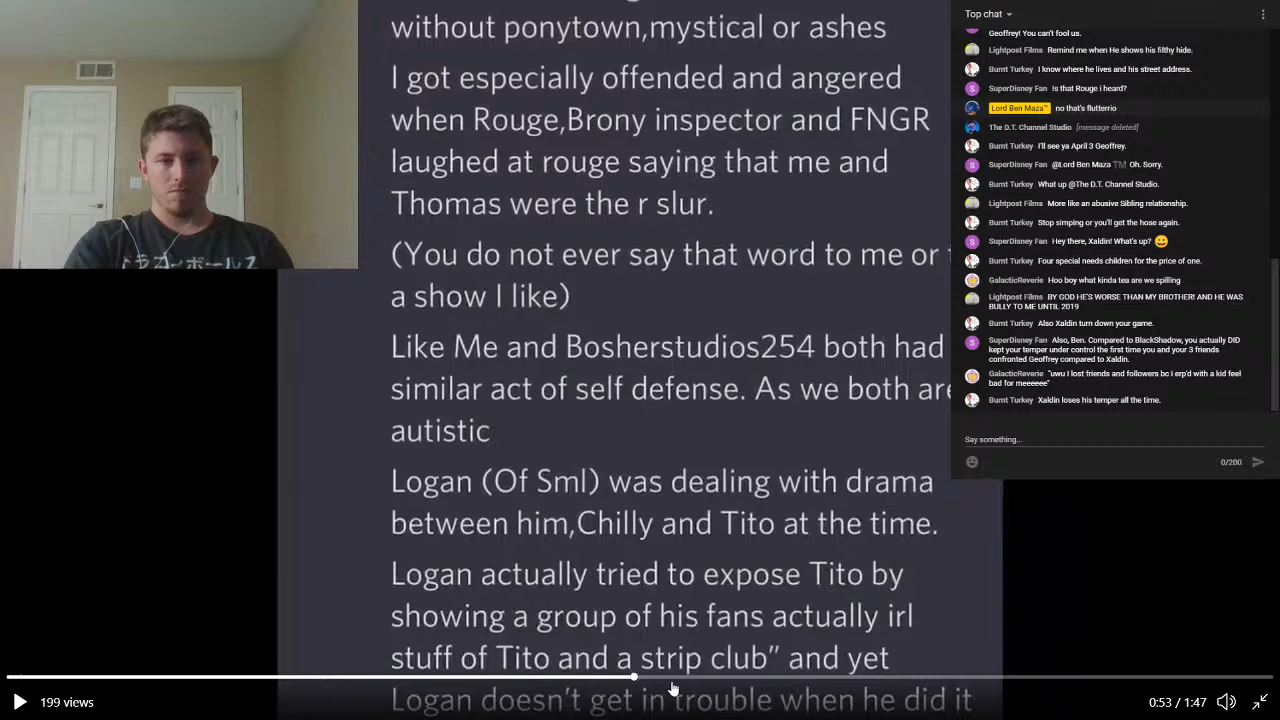 without ponytown,mystical or ashes
I got especially offended and angered
when Rouge,Brony inspector and FNGR
laughed at rouge saying that me and
Thomas were the r slur.
(You do not ever say that word to me or
a show I like)
Like Me and Bosherstudios254 both had
similar act of self defense. As we both are
autistic
Logan (Of Sml) was dealing with drama
between him,Chilly and Tito at the time.
Logan actually tried to expose Tito by
showing a group of his fans actually irl
stuff of Tito and a strip club” and yet
Logan doesn’t get in trouble when he did it
Top chat
Geoffrey! You can't fool us.
Lightpost Films Remind me when He shows his filthy hide.
Burnt Turkey I know where he lives and his street address.
SuperDisney Fan Is that Rouge i heard?
Lord Ben Maza™ no that's flutterrio
The D.T. Channel Studio [message deleted]
Burnt Turkey I'll see ya April 3 Geoffrey.
SuperDisney Fan @Lord Ben Maza ™ Oh. Sorry.
Burnt Turkey What up @The D.T. Channel Studio.
Lightpost Films More like an abusive Sibling relationship.
Burnt Turkey Stop simping or you'll get the hose again.
SuperDisney Fan Hey there, Xaldin! What's up? 😀
Burnt Turkey Four special needs children for the price of one.
GalacticReverie Hoo boy what kinda tea are we spilling
Lightpost Films BY GOD HE'S WORSE THAN MY BROTHER! AND HE WAS
BULLY TO ME UNTIL 2019
Burnt Turkey Also Xaldin turn down your game.
SuperDisney Fan Also, Ben. Compared to BlackShadow, you actually DID
kept your temper under control the first time you and your 3 friends
confronted Geoffrey compared to Xaldin.
GalacticReverie "uwu I lost friends and followers bc I erp'd with a kid feel
bad for meeeeee"
Burnt Turkey Xaldin loses his temper all the time.
Say something...
0/200
199 views
0:53 / 1:47